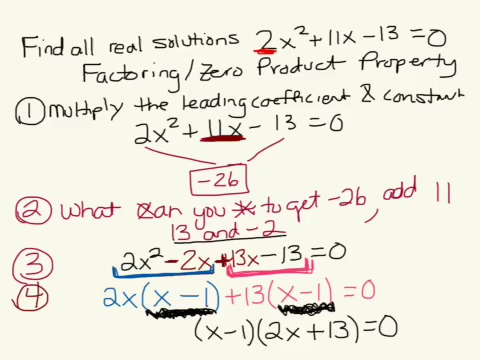 Find all real solutions 2x² + 11x - 13 = 0
Factoring/Zero Product Property
① Multiply the leading coefficient & constant
2x² + 11x - 13 = 0
-26
② What can you * to get -26, add 11
13 and -2
③ 2x² - 2x + 13x - 13 = 0
④ 2x(x - 1) + 13(x - 1) = 0
(x - 1)(2x + 13) = 0